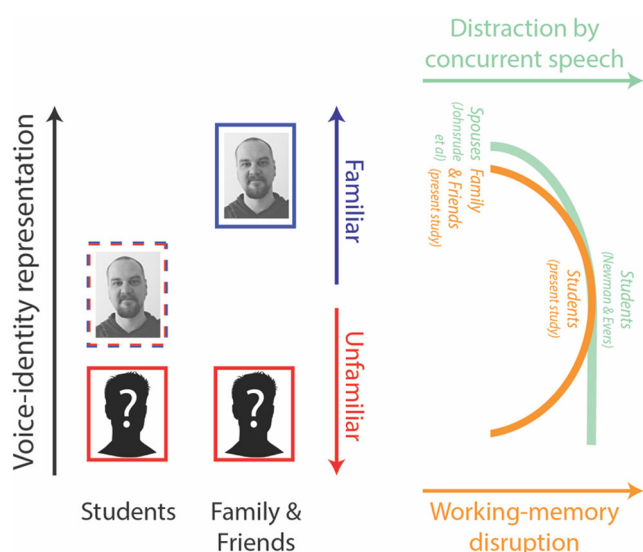 Voice-identity representation
?
?
Students
Family &
Friends
Familiar
Unfamiliar
Distraction by
concurrent speech
Spouses
(Johnsrude
et al)
Family
& Friends
(present study)
Students
(present study)
Students
(Newman & Evers)
Working-memory
disruption